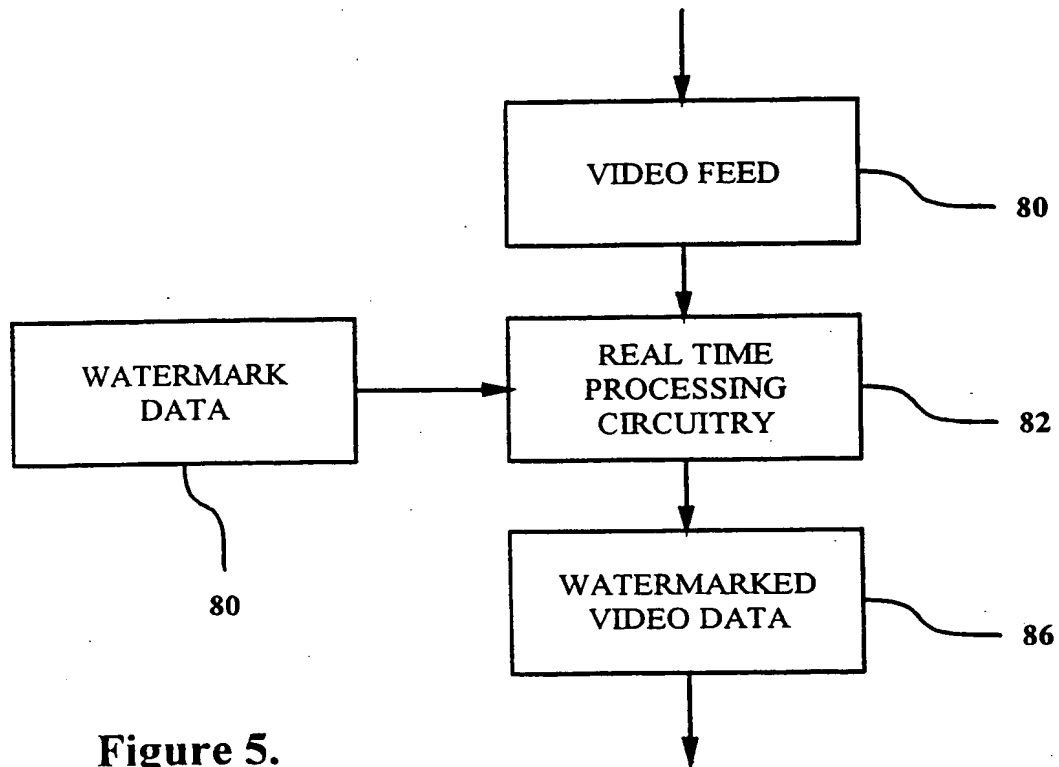 VIDEO FEED
80
WATERMARK
DATA
80
REAL TIME
PROCESSING
CIRCUITRY
82
WATERMARKED
VIDEO DATA
86
Figure 5.